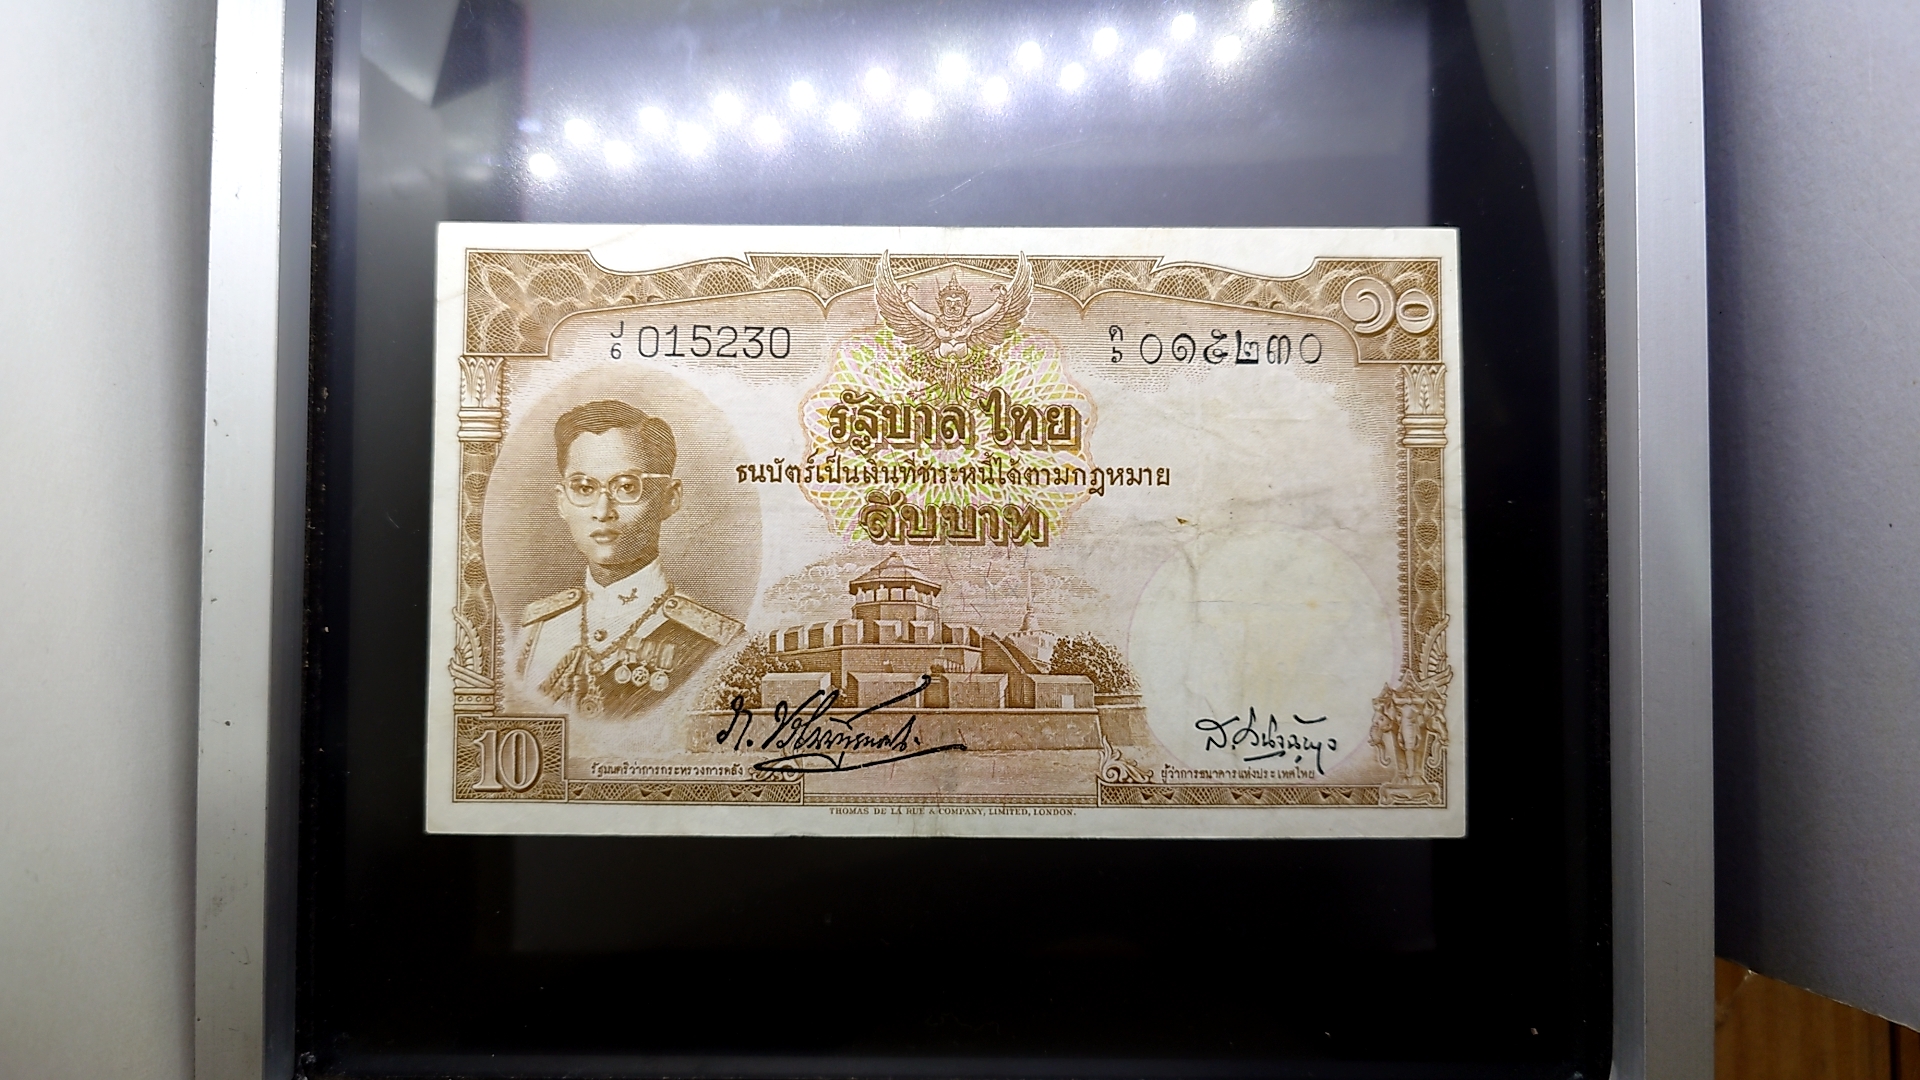 ๑๐
J/6 015230
ด/๖ ๐๑๕๒๓๐
รัฐบาลไทย
ธนบัตร์เป็นเงินที่ชำระหนี้ได้ตามกฎหมาย
สิบบาท
10
รัฐมนตรีว่าการกระทรวงการคลัง
ผู้ว่าการธนาคารแห่งประเทศไทย
THOMAS DE LA RUE & COMPANY, LIMITED, LONDON.